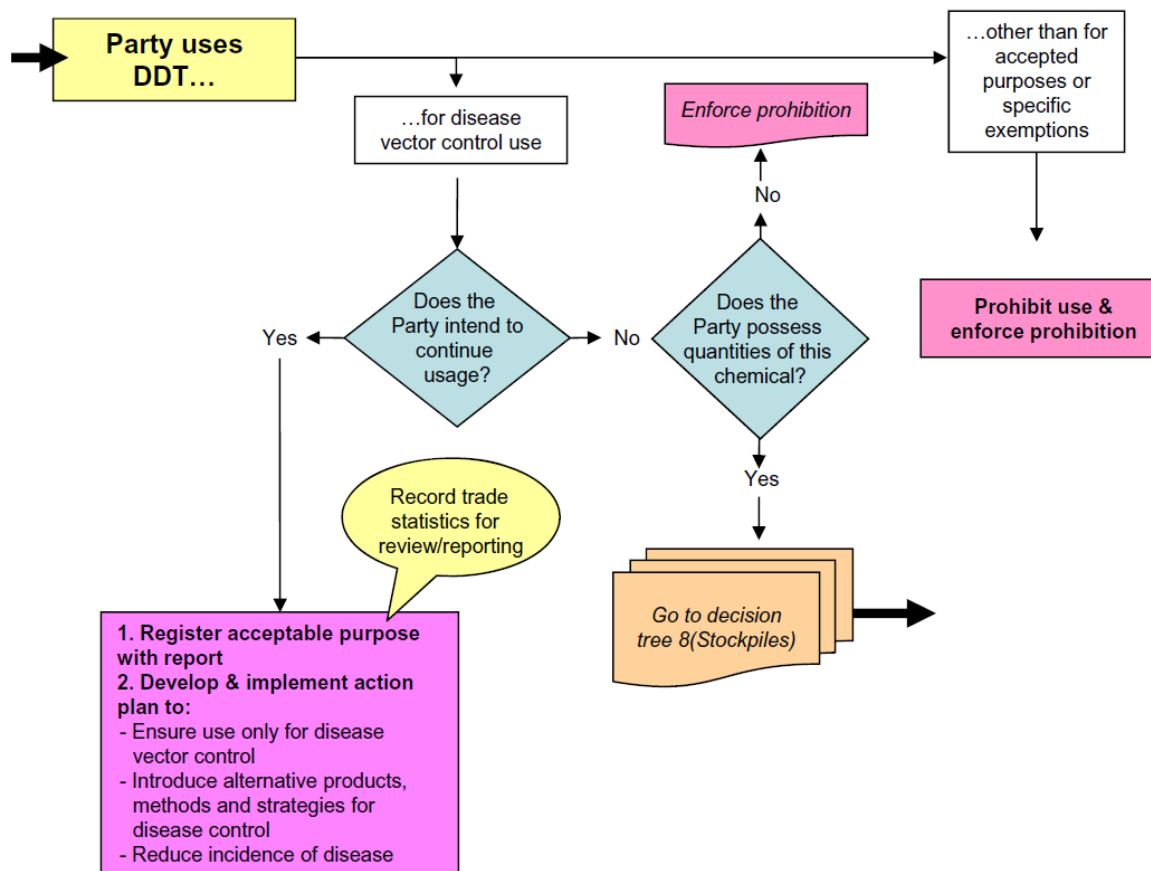 Party uses
DDT…
…other than for
accepted
purposes or
specific
exemptions
…for disease
vector control use
Enforce prohibition
No
Does the
Party intend to
continue
usage?
Yes
No
Does the
Party possess
quantities of this
chemical?
Prohibit use &
enforce prohibition
Yes
Record trade
statistics for
review/reporting
Go to decision
tree 8(Stockpiles)
1. Register acceptable purpose
with report
2. Develop & implement action
plan to:
- Ensure use only for disease
vector control
- Introduce alternative products,
methods and strategies for
disease control
- Reduce incidence of disease